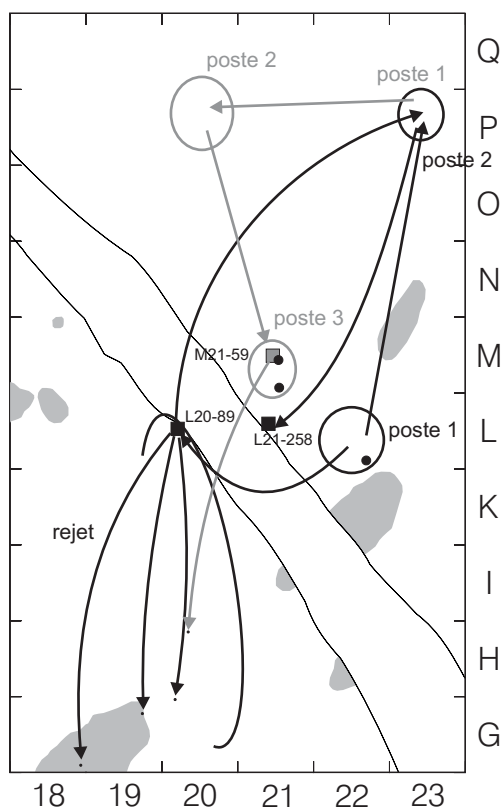 Q
poste 2
poste 1
P
poste 2
O
N
poste 3
M21-59
M
L20-89
L
L21-258
poste 1
K
rejet
I
H
G
18 19 20 21 22 23